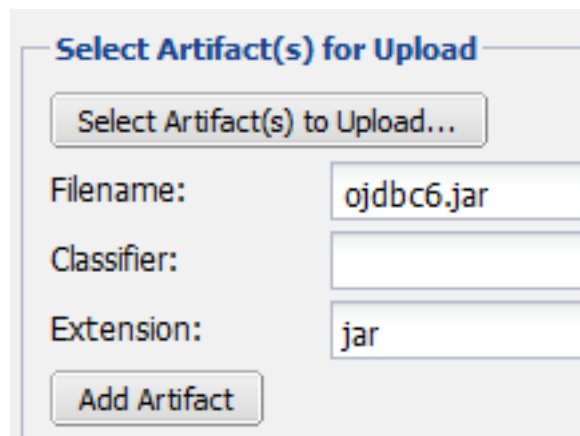 Select Artifact(s) for Upload
Select Artifact(s) to Upload...
Filename: ojdbc6.jar
Classifier:
Extension: jar
Add Artifact